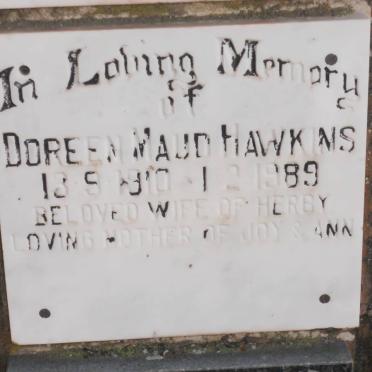 In Loving Memory
of
DOREEN MAUD HAWKINS
13 9 1910 1 2 1989
BELOVED WIFE OF HERBY
LOVING MOTHER OF JOY & ANN